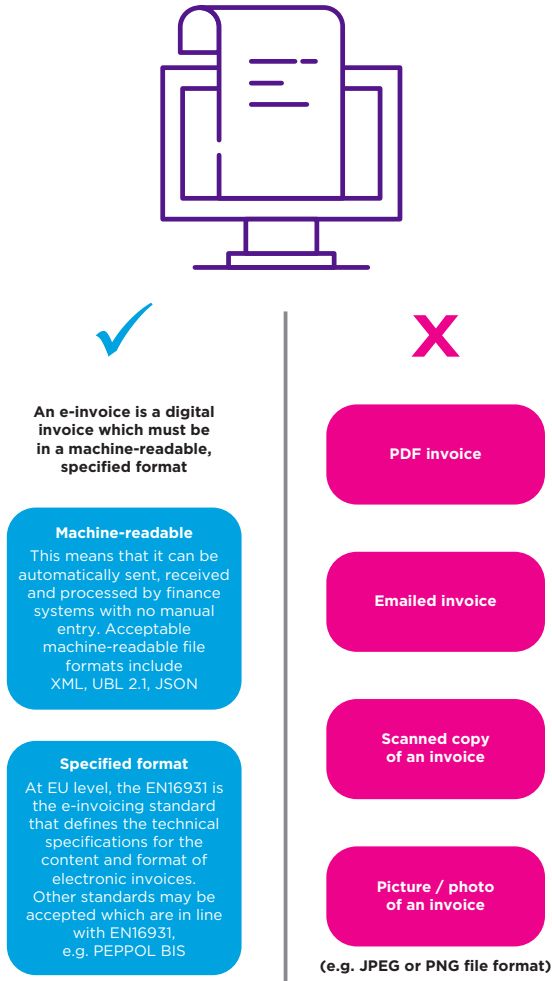 An e-invoice is a digital
invoice which must be
in a machine-readable,
specified format
Machine-readable
This means that it can be
automatically sent, received
and processed by finance
systems with no manual
entry. Acceptable
machine-readable file
formats include
XML, UBL 2.1, JSON
Specified format
At EU level, the EN16931 is
the e-invoicing standard
that defines the technical
specifications for the
content and format of
electronic invoices.
Other standards may be
accepted which are in line
with EN16931,
e.g. PEPPOL BIS
X
PDF invoice
Emailed invoice
Scanned copy
of an invoice
Picture / photo
of an invoice
(e.g. JPEG or PNG file format)